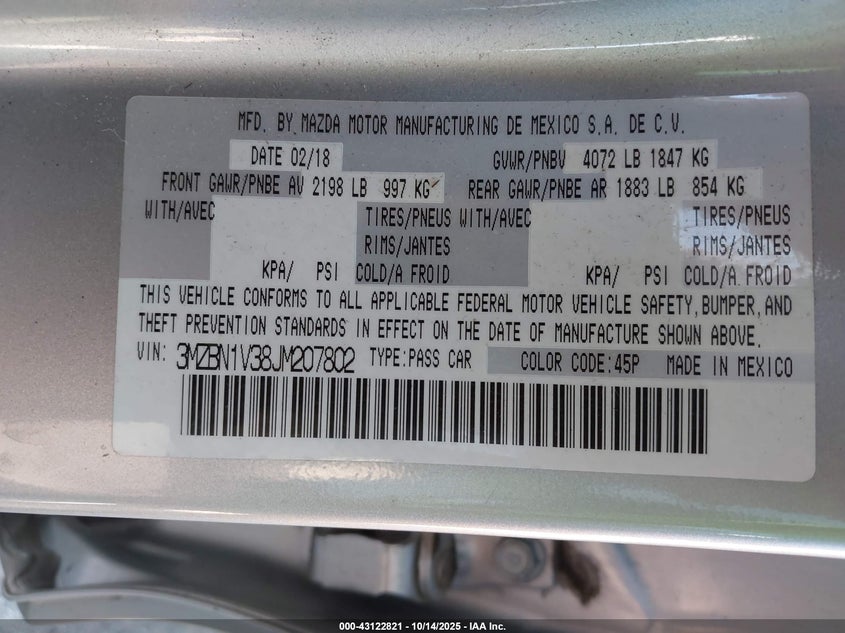 MFD. BY MAZDA MOTOR MANUFACTURING DE MEXICO S.A. DE C.V.
DATE 02/18 GVWR/PNBV 4072 LB 1847 KG
FRONT GAWR/PNBE AV 2198 LB 997 KG REAR GAWR/PNBE AR 1883 LB 854 KG
WITH/AVEC TIRES/PNEUS WITH/AVEC TIRES/PNEUS
RIMS/JANTES RIMS/JANTES
KPA/ PSI COLD/A FROID KPA/ PSI COLD/A FROID
THIS VEHICLE CONFORMS TO ALL APPLICABLE FEDERAL MOTOR VEHICLE SAFETY, BUMPER, AND
THEFT PREVENTION STANDARDS IN EFFECT ON THE DATE OF MANUFACTURE SHOWN ABOVE.
VIN: 3MZBN1V38JM207802 TYPE:PASS CAR COLOR CODE:45P MADE IN MEXICO
000-43122821 | 10/14/2025 - IAA Inc.